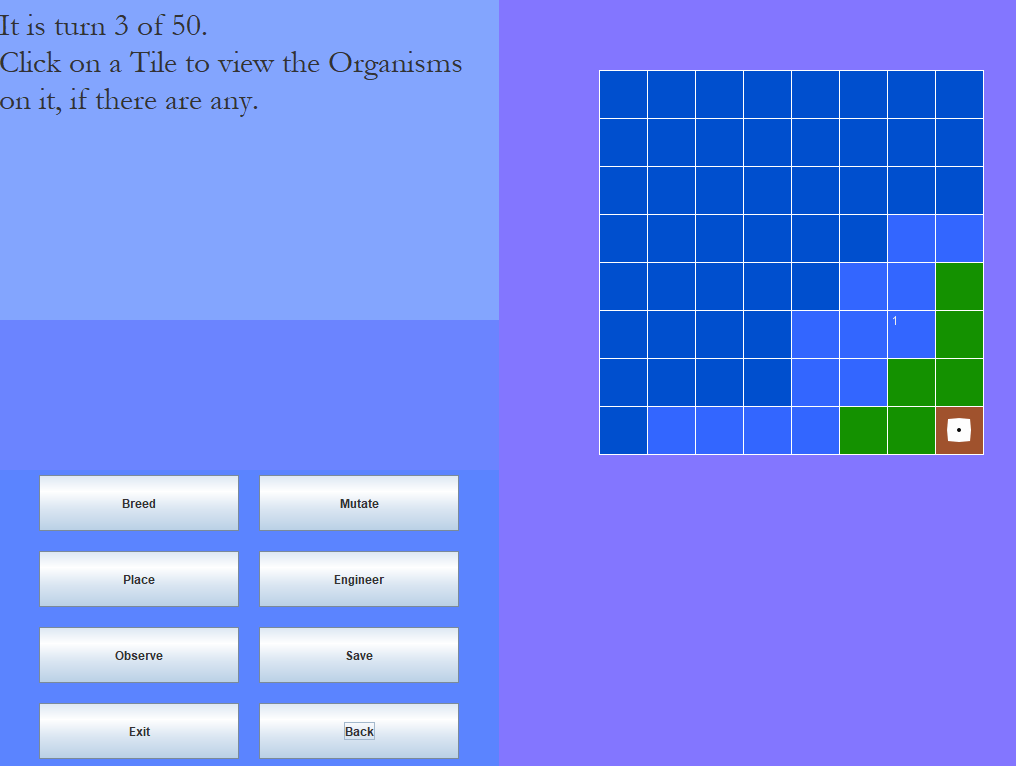 It is turn 3 of 50.
Click on a Tile to view the Organisms
on it, if there are any.
1
Breed
Mutate
Place
Engineer
Observe
Save
Exit
Back